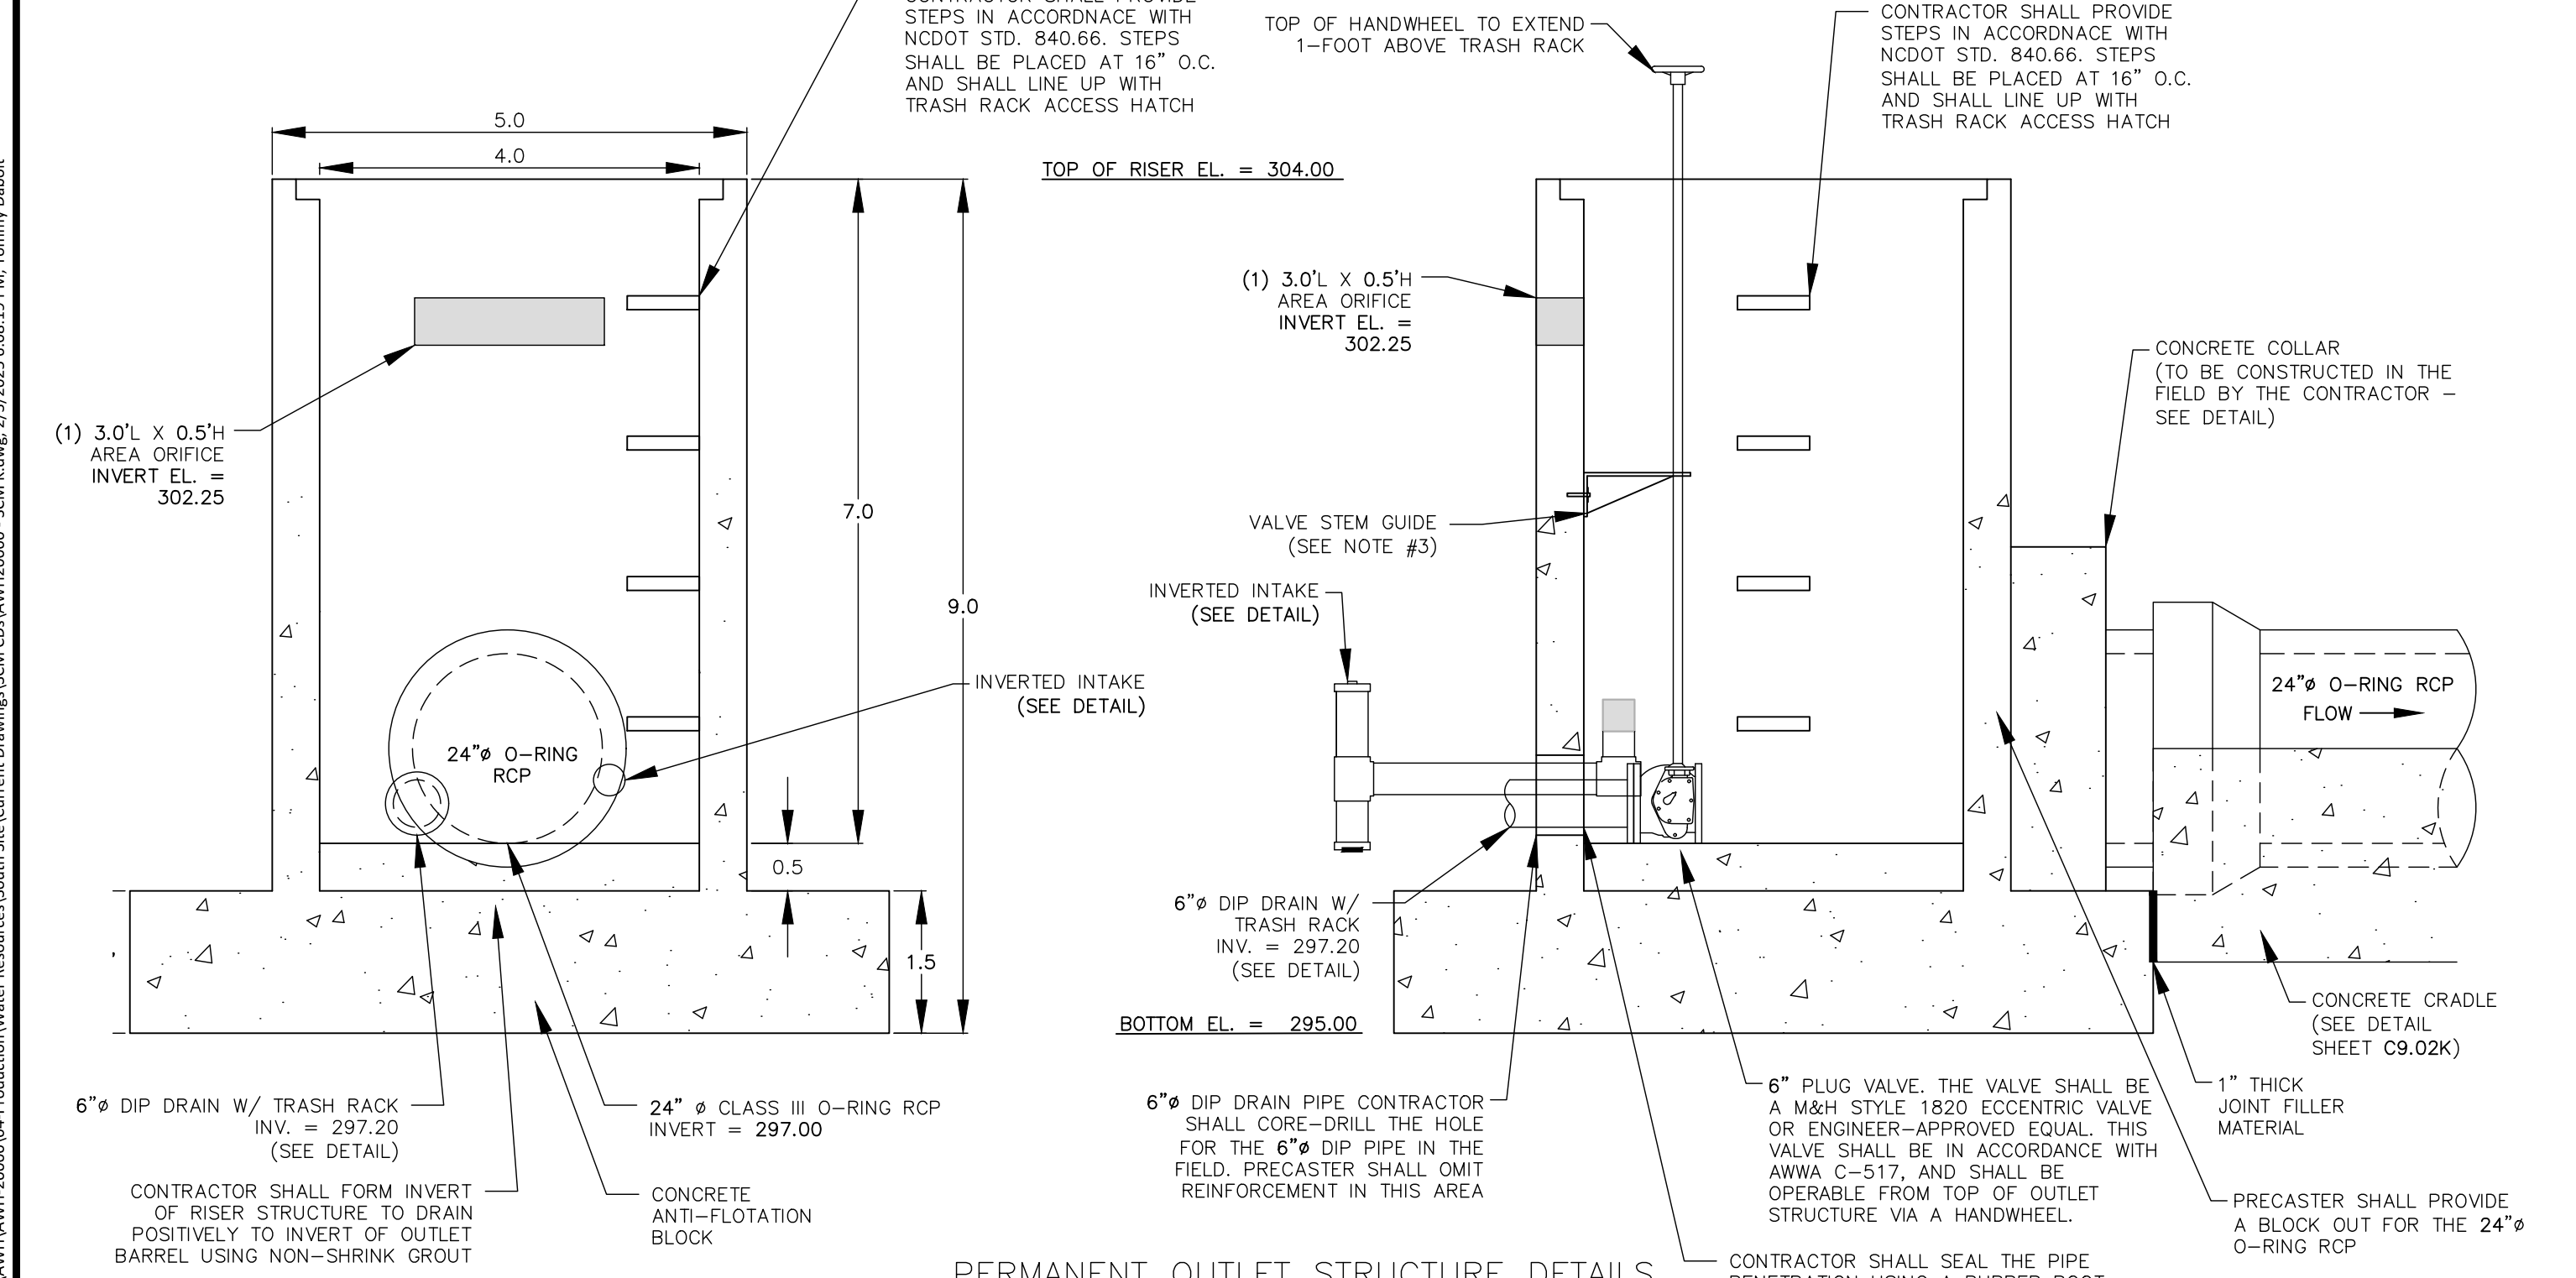 STEPS IN ACCORDNACE WITH
NCDOT STD. 840.66. STEPS
SHALL BE PLACED AT 16” O.C.
AND SHALL LINE UP WITH
TRASH RACK ACCESS HATCH
TOP OF HANDWHEEL TO EXTEND
1-FOOT ABOVE TRASH RACK
CONTRACTOR SHALL PROVIDE
STEPS IN ACCORDNACE WITH
NCDOT STD. 840.66. STEPS
SHALL BE PLACED AT 16” O.C.
AND SHALL LINE UP WITH
TRASH RACK ACCESS HATCH
5.0
4.0
TOP OF RISER EL. = 304.00
(1) 3.0'L X 0.5'H
AREA ORIFICE
INVERT EL. =
302.25
7.0
9.0
24”ø O-RING
RCP
INVERTED INTAKE
(SEE DETAIL)
0.5
1.5
6”ø DIP DRAIN W/ TRASH RACK
INV. = 297.20
(SEE DETAIL)
CONTRACTOR SHALL FORM INVERT
OF RISER STRUCTURE TO DRAIN
POSITIVELY TO INVERT OF OUTLET
BARREL USING NON-SHRINK GROUT
24” ø CLASS III O-RING RCP
INVERT = 297.00
CONCRETE
ANTI-FLOTATION
BLOCK
(1) 3.0'L X 0.5'H
AREA ORIFICE
INVERT EL. =
302.25
VALVE STEM GUIDE
(SEE NOTE #3)
INVERTED INTAKE
(SEE DETAIL)
CONCRETE COLLAR
(TO BE CONSTRUCTED IN THE
FIELD BY THE CONTRACTOR -
SEE DETAIL)
24”ø O-RING RCP
FLOW
6”ø DIP DRAIN W/
TRASH RACK
INV. = 297.20
(SEE DETAIL)
BOTTOM EL. = 295.00
6”ø DIP DRAIN PIPE CONTRACTOR
SHALL CORE-DRILL THE HOLE
FOR THE 6”ø DIP PIPE IN THE
FIELD. PRECASTER SHALL OMIT
REINFORCEMENT IN THIS AREA
6” PLUG VALVE. THE VALVE SHALL BE
A M&H STYLE 1820 ECCENTRIC VALVE
OR ENGINEER-APPROVED EQUAL. THIS
VALVE SHALL BE IN ACCORDANCE WITH
AWWA C-517, AND SHALL BE
OPERABLE FROM TOP OF OUTLET
STRUCTURE VIA A HANDWHEEL.
CONCRETE CRADLE
(SEE DETAIL
SHEET C9.02K)
1” THICK
JOINT FILLER
MATERIAL
PRECASTER SHALL PROVIDE
A BLOCK OUT FOR THE 24”ø
O-RING RCP
CONTRACTOR SHALL SEAL THE PIPE
PERMANENT OUTLET STRUCTURE DETAILS